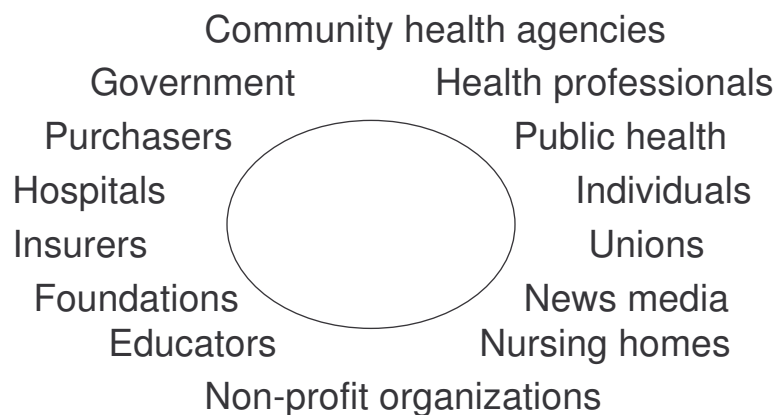 Community health agencies
Government Health professionals
Purchasers Public health
Hospitals Individuals
Insurers Unions
Foundations News media
Educators Nursing homes
Non-profit organizations